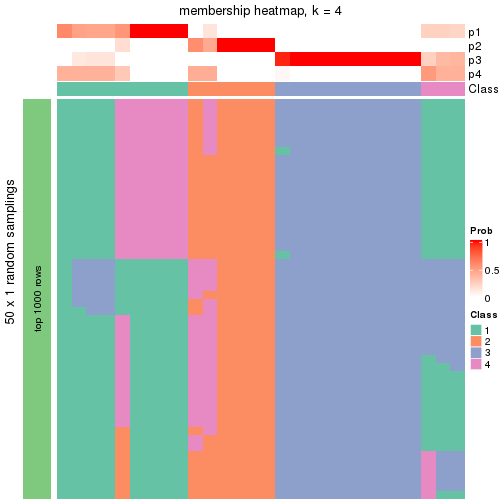 membership heatmap, k = 4
p1
p2
p3
p4
Class
50 x 1 random samplings
top 1000 rows
Prob
1
0.5
0
Class
1
2
3
4